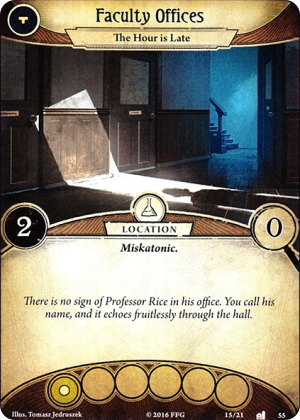 Faculty Offices
The Hour is Late
2
0
LOCATION
Miskatonic.
There is no sign of Professor Rice in his office. You call his
name, and it echoes fruitlessly through the hall.
Illus. Tomasz Jedruszek © 2016 FFG 15/21 55